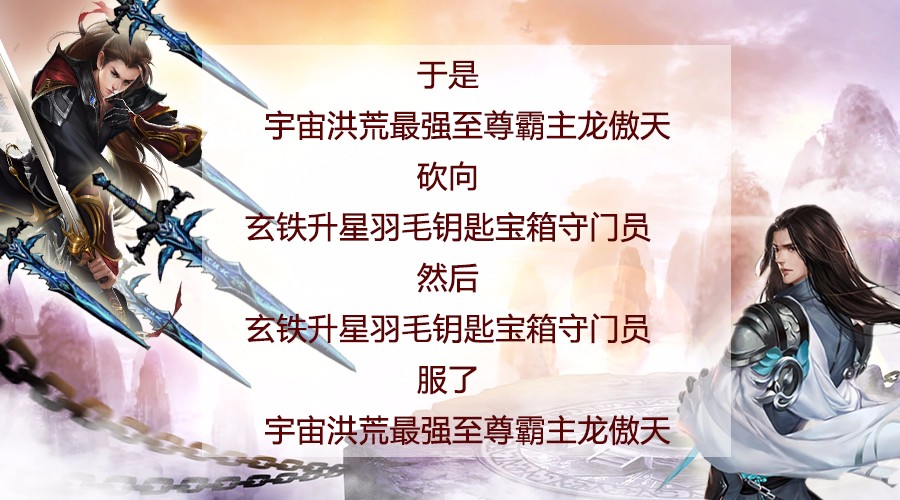 于是
宇宙洪荒最强至尊霸主龙傲天
砍向
玄铁升星羽毛钥匙宝箱守门员
然后
玄铁升星羽毛钥匙宝箱守门员
服了
宇宙洪荒最强至尊霸主龙傲天